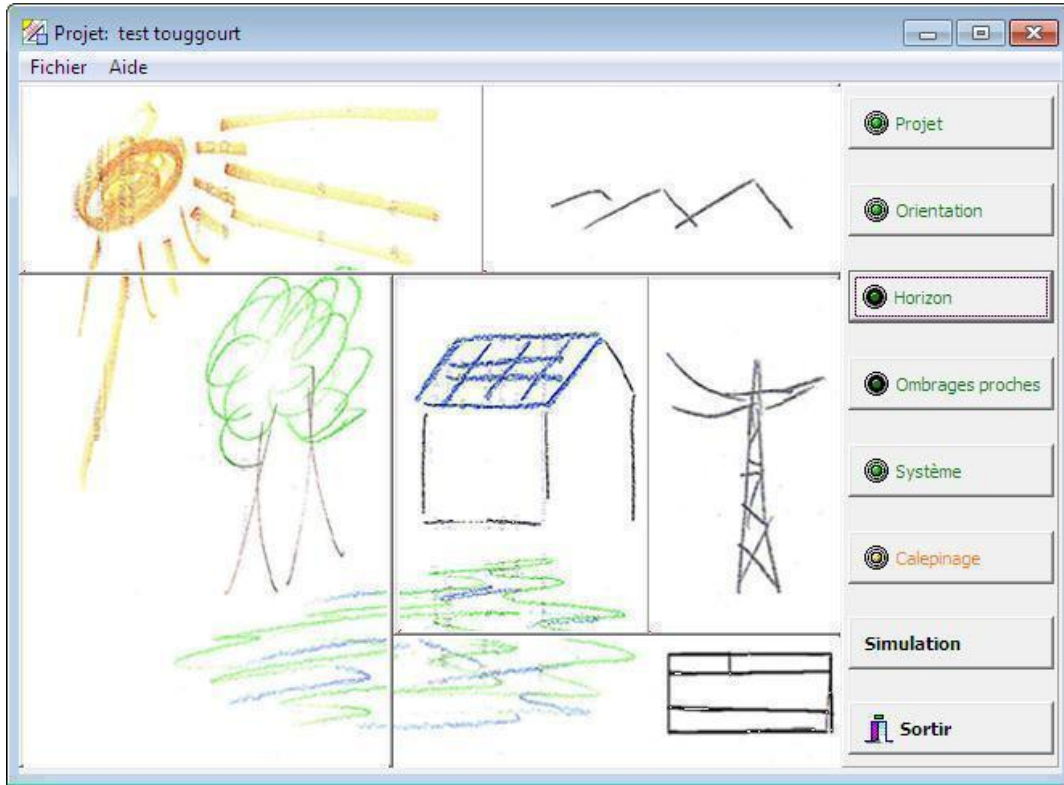 Projet: test touggourt
Fichier Aide
Projet
Orientation
Horizon
Ombrages proches
Système
Calepinage
Simulation
Sortir